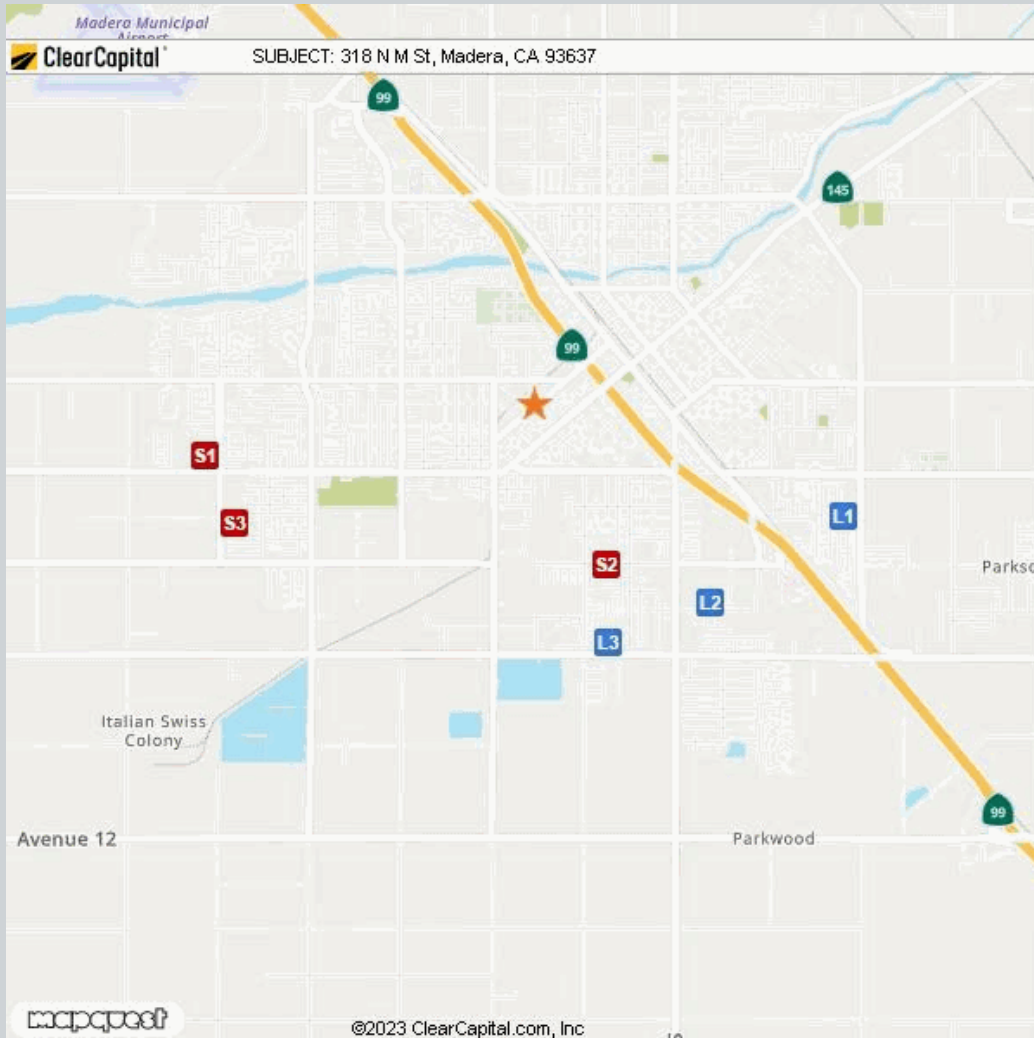 Madera Municipal
Airport
ClearCapital
SUBJECT: 318 N M St, Madera, CA 93637
99
145
99
S1
S3
L1
S2
L2
L3
Italian Swiss
Colony
99
Avenue 12
Parkwood
mapquest
©2023 ClearCapital.com, Inc